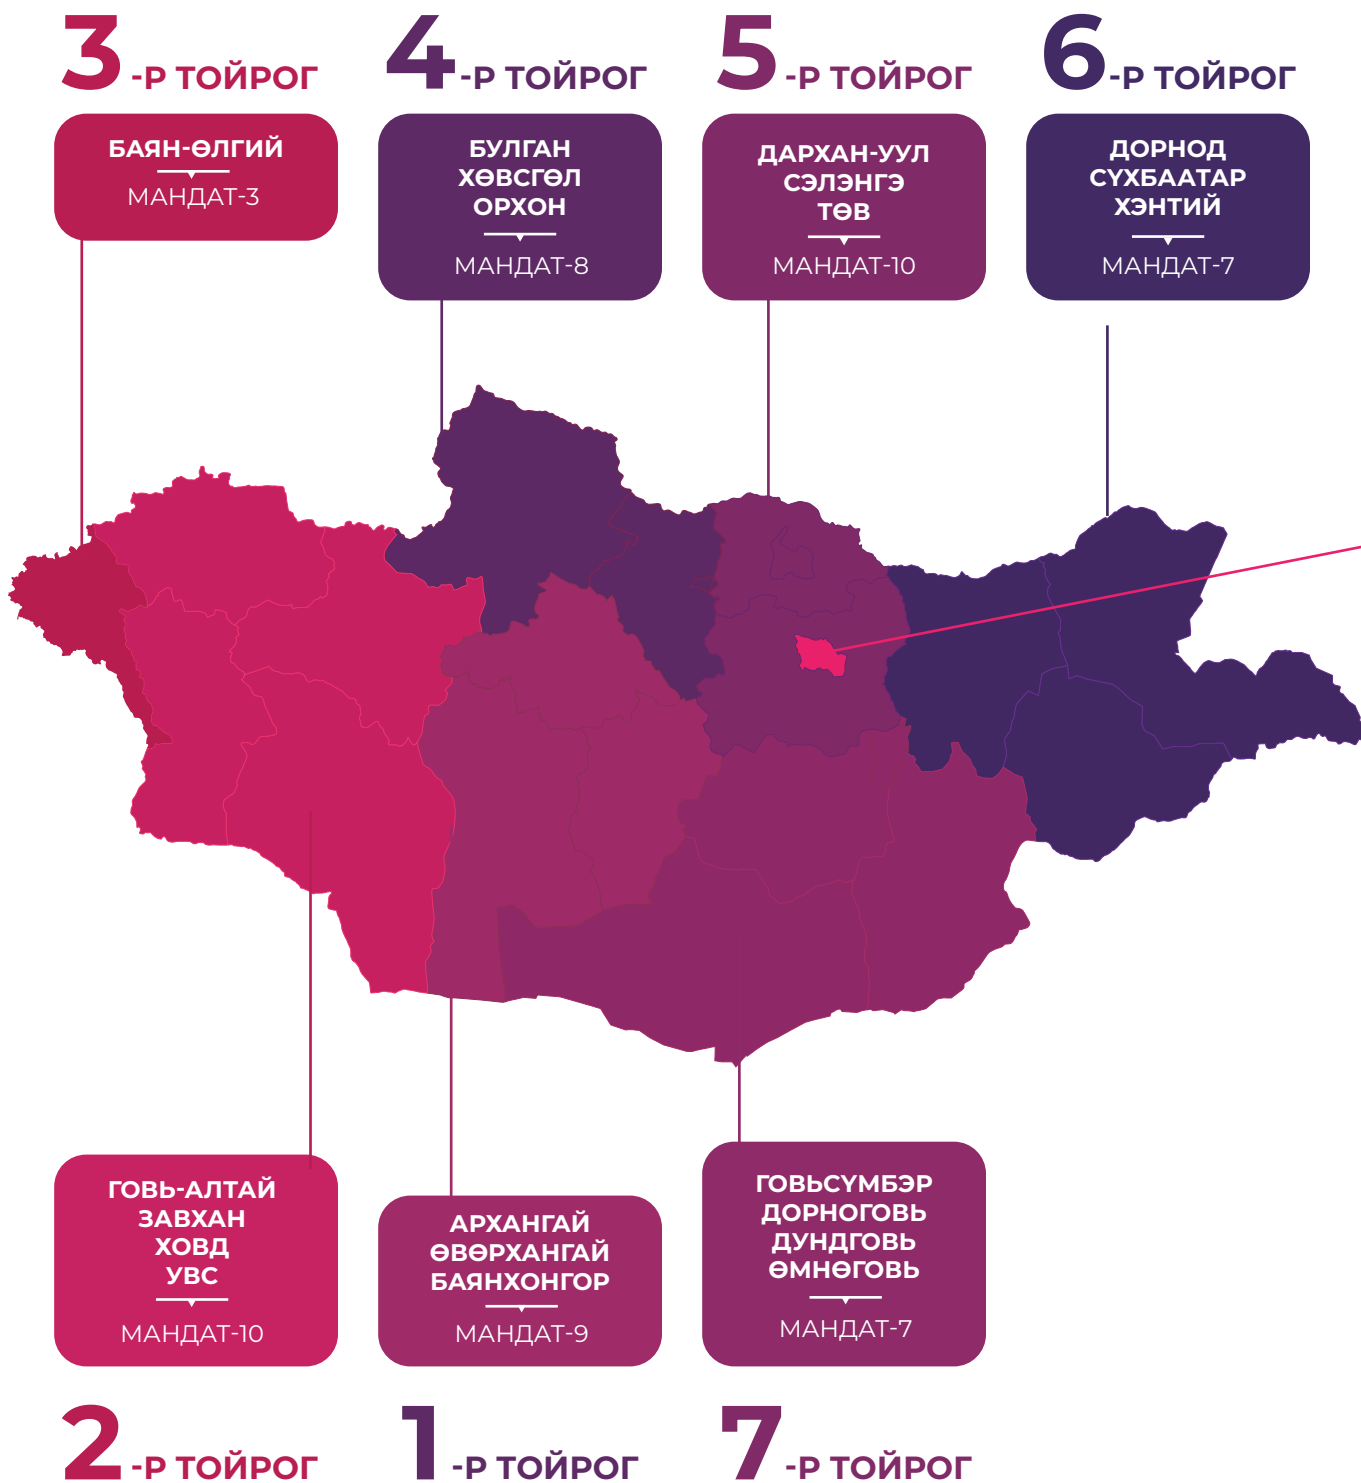 3-Р ТОЙРОГ
БАЯН-ӨЛГИЙ
МАНДАТ-3
4-Р ТОЙРОГ
БУЛГАН
ХӨВСГӨЛ
ОРХОН
МАНДАТ-8
5-Р ТОЙРОГ
ДАРХАН-УУЛ
СЭЛЭНГЭ
ТӨВ
МАНДАТ-10
6-Р ТОЙРОГ
ДОРНОД
СҮХБААТАР
ХЭНТИЙ
МАНДАТ-7
ГОВЬ-АЛТАЙ
ЗАВХАН
ХОВД
УВС
МАНДАТ-10
2-Р ТОЙРОГ
АРХАНГАЙ
ӨВӨРХАНГАЙ
БАЯНХОНГОР
МАНДАТ-9
1-Р ТОЙРОГ
ГОВЬСҮМБЭР
ДОРНОГОВЬ
ДУНДГОВЬ
ӨМНӨГОВЬ
МАНДАТ-7
7-Р ТОЙРОГ